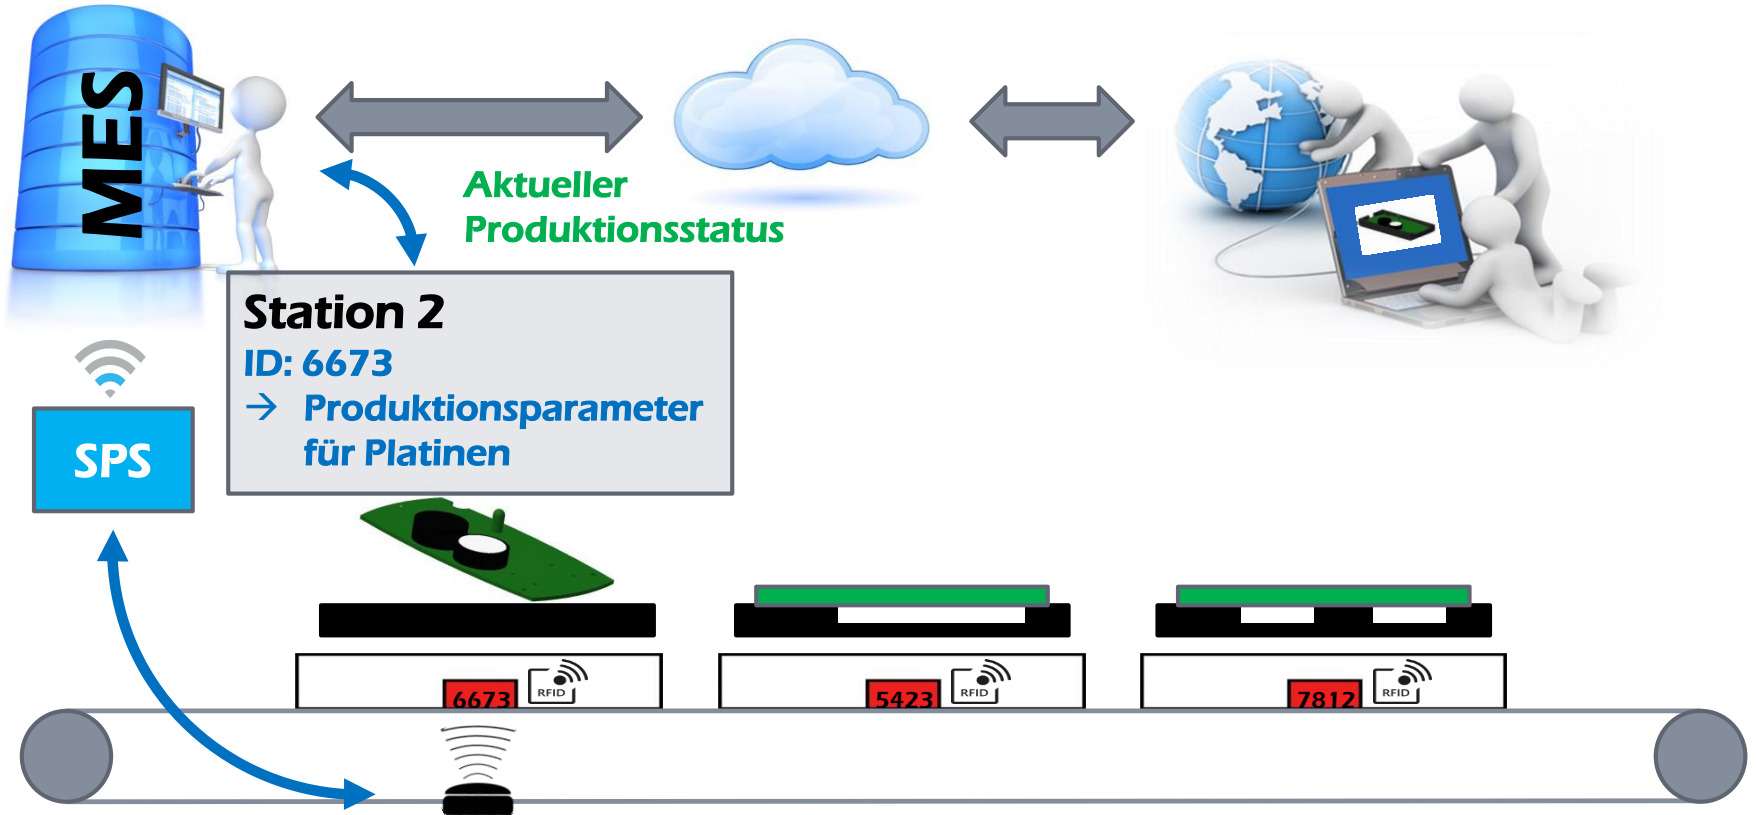 MES
Aktueller
Produktionsstatus
Station 2
ID: 6673
→ Produktionsparameter
für Platinen
SPS
6673
RFID
5423
RFID
7812
RFID